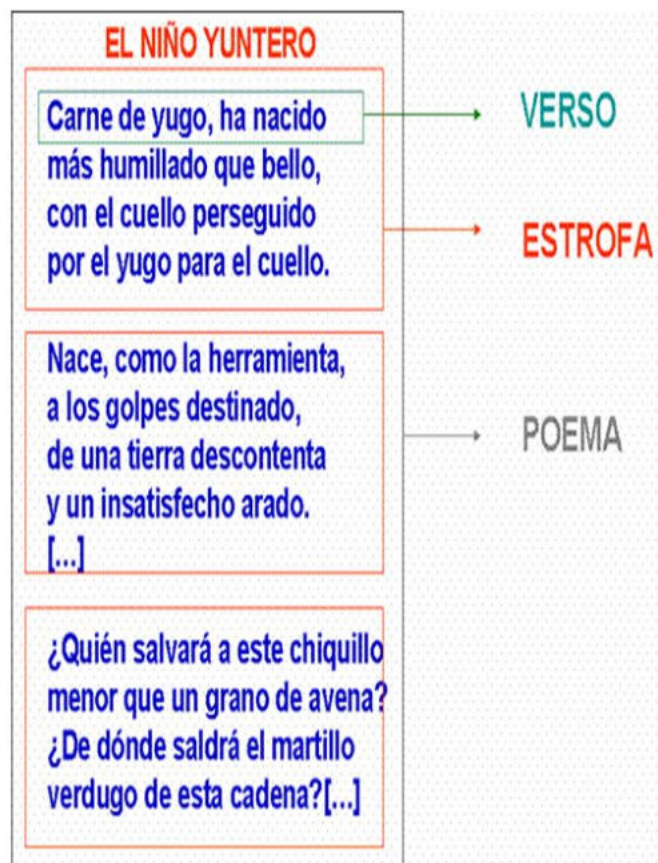 EL NIÑO YUNTERO
Carne de yugo, ha nacido
más humillado que bello,
con el cuello perseguido
por el yugo para el cuello.
Nace, como la herramienta,
a los golpes destinado,
de una tierra descontenta
y un insatisfecho arado.
[...]
¿Quién salvará a este chiquillo
menor que un grano de avena?
¿De dónde saldrá el martillo
verdugo de esta cadena?[...]
VERSO
ESTROFA
POEMA